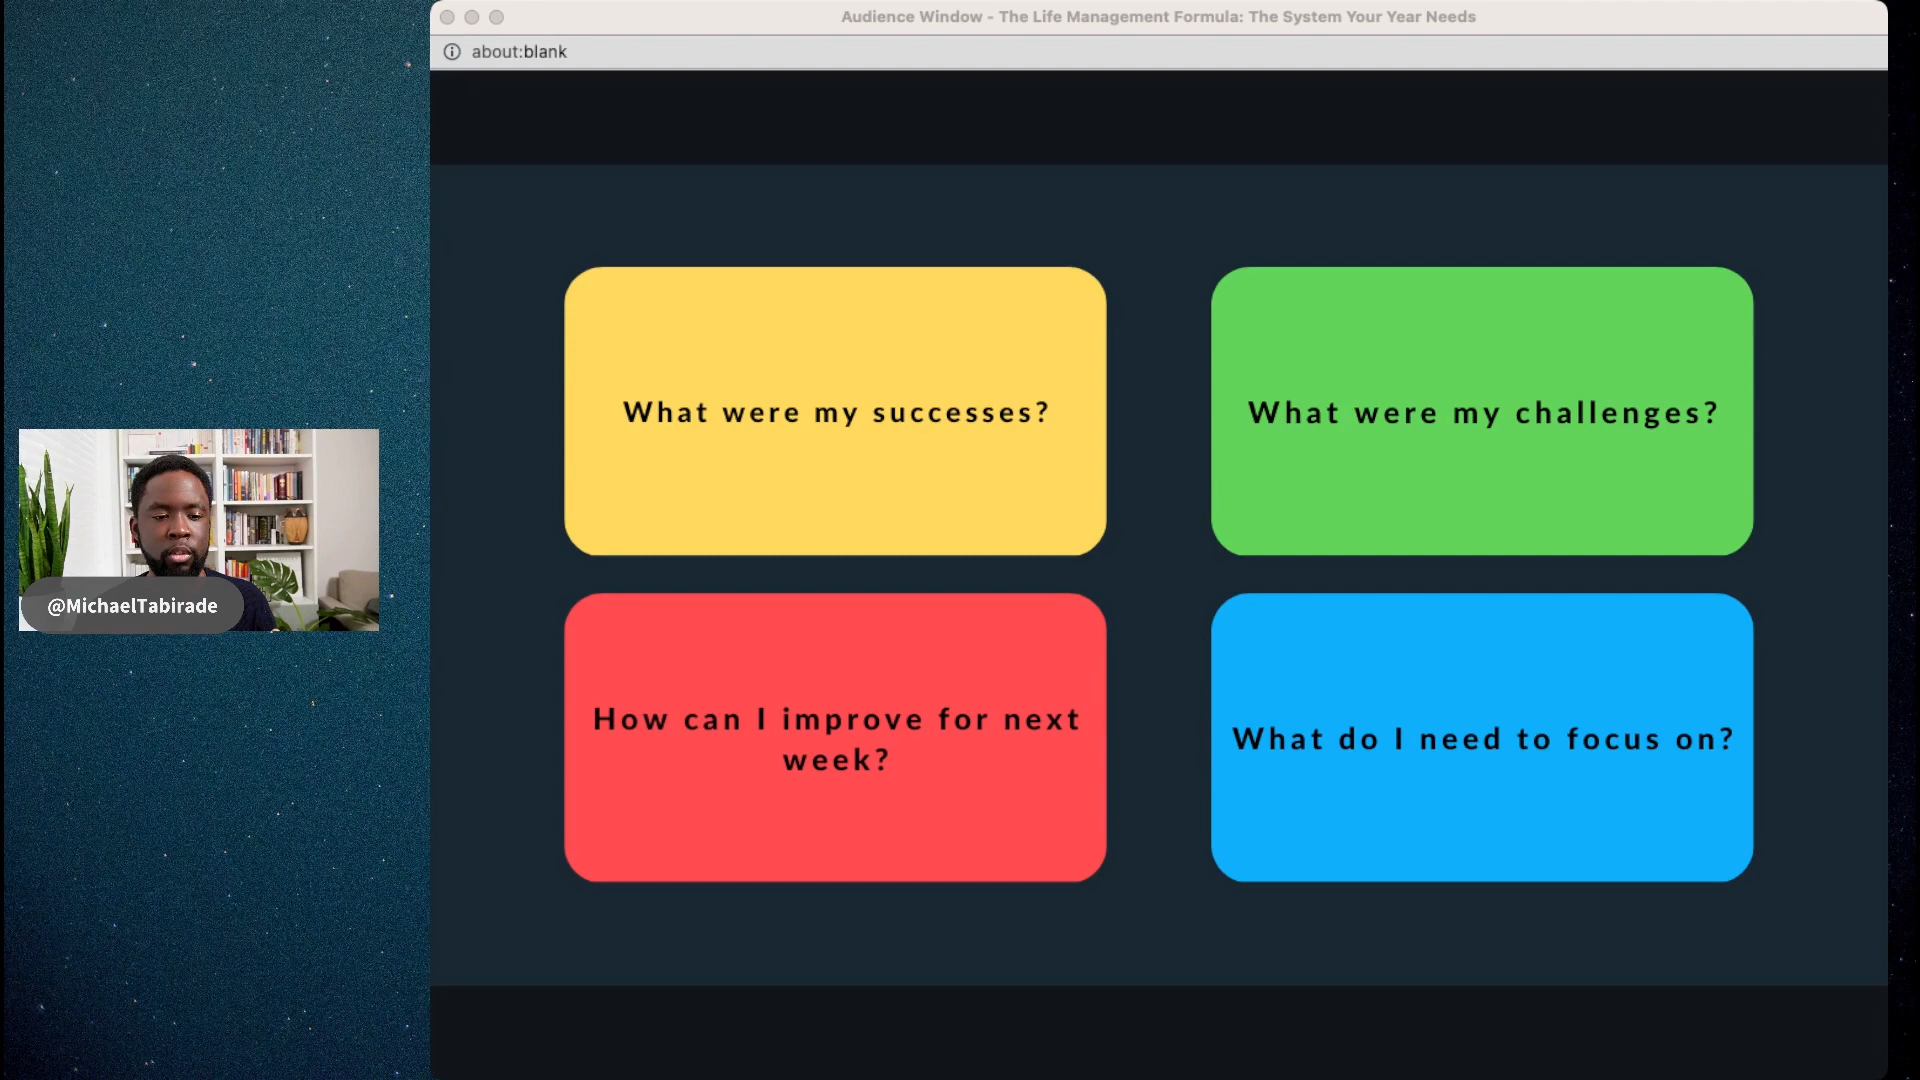 Audience Window - The Life Management Formula: The System Your Year Needs
about:blank
What were my successes?
What were my challenges?
How can I improve for next
week?
What do I need to focus on?
@MichaelTabirade